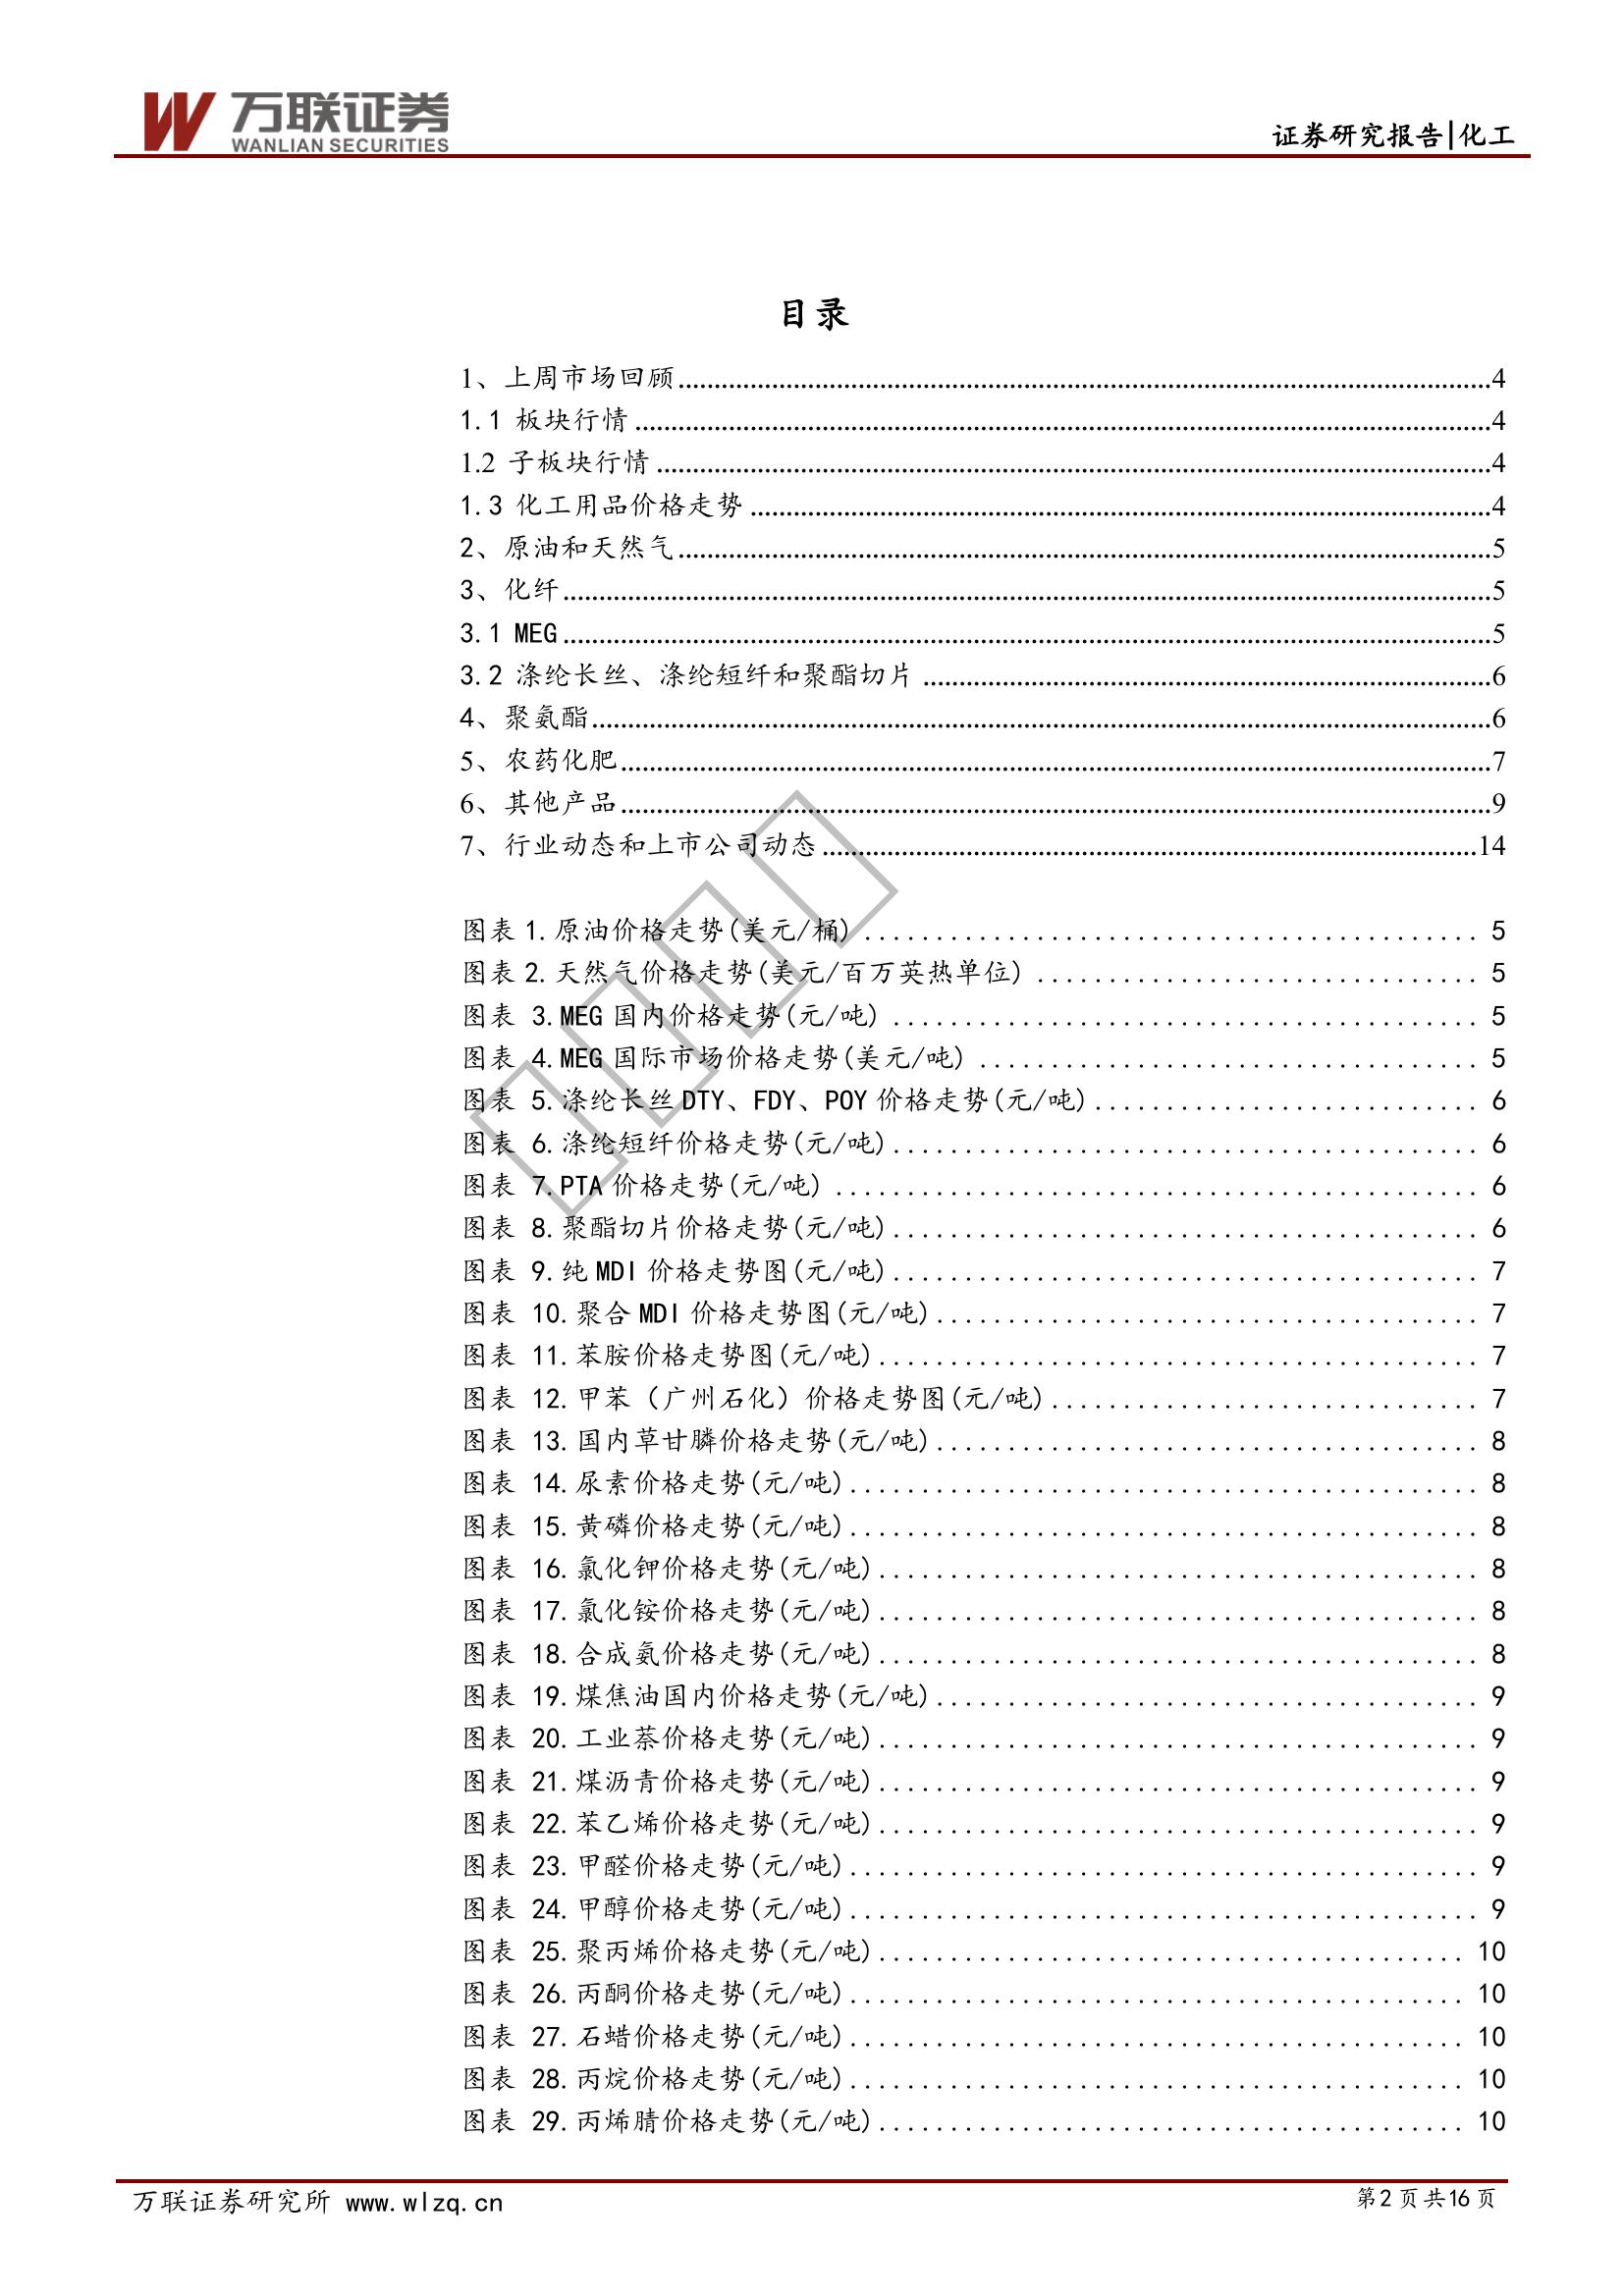 万联证券
WANLIAN SECURITIES
证券研究报告|化工
目录
1、上周市场回顾........................................4
1.1 板块行情........................................4
1.2 子板块行情........................................4
1.3 化工用品价格走势........................................4
2、原油和天然气........................................5
3、化纤........................................5
3.1 MEG........................................5
3.2 涤纶长丝、涤纶短纤和聚酯切片........................................6
4、聚氨酯........................................6
5、农药化肥........................................7
6、其他产品........................................9
7、行业动态和上市公司动态........................................14
图表1.原油价格走势(美元/桶)........................................5
图表2.天然气价格走势(美元/百万英热单位)........................................5
图表 3.MEG国内价格走势(元/吨)........................................5
图表 4.MEG国际市场价格走势(美元/吨)........................................5
图表 5.涤纶长丝DTY、FDY、POY价格走势(元/吨)........................................6
图表 6.涤纶短纤价格走势(元/吨)........................................6
图表 7.PTA价格走势(元/吨)........................................6
图表 8.聚酯切片价格走势(元/吨)........................................6
图表 9.纯MDI价格走势图(元/吨)........................................7
图表 10.聚合MDI价格走势图(元/吨)........................................7
图表 11.苯胺价格走势图(元/吨)........................................7
图表 12.甲苯（广州石化）价格走势图(元/吨)........................................7
图表 13.国内草甘膦价格走势(元/吨)........................................8
图表 14.尿素价格走势(元/吨)........................................8
图表 15.黄磷价格走势(元/吨)........................................8
图表 16.氯化钾价格走势(元/吨)........................................8
图表 17.氯化铵价格走势(元/吨)........................................8
图表 18.合成氨价格走势(元/吨)........................................8
图表 19.煤焦油国内价格走势(元/吨)........................................9
图表 20.工业萘价格走势(元/吨)........................................9
图表 21.煤沥青价格走势(元/吨)........................................9
图表 22.苯乙烯价格走势(元/吨)........................................9
图表 23.甲醛价格走势(元/吨)........................................9
图表 24.甲醇价格走势(元/吨)........................................9
图表 25.聚丙烯价格走势(元/吨)........................................10
图表 26.丙酮价格走势(元/吨)........................................10
图表 27.石蜡价格走势(元/吨)........................................10
图表 28.丙烷价格走势(元/吨)........................................10
图表 29.丙烯腈价格走势(元/吨)........................................10
万联证券研究所 www.wlzq.cn
第2页共16页